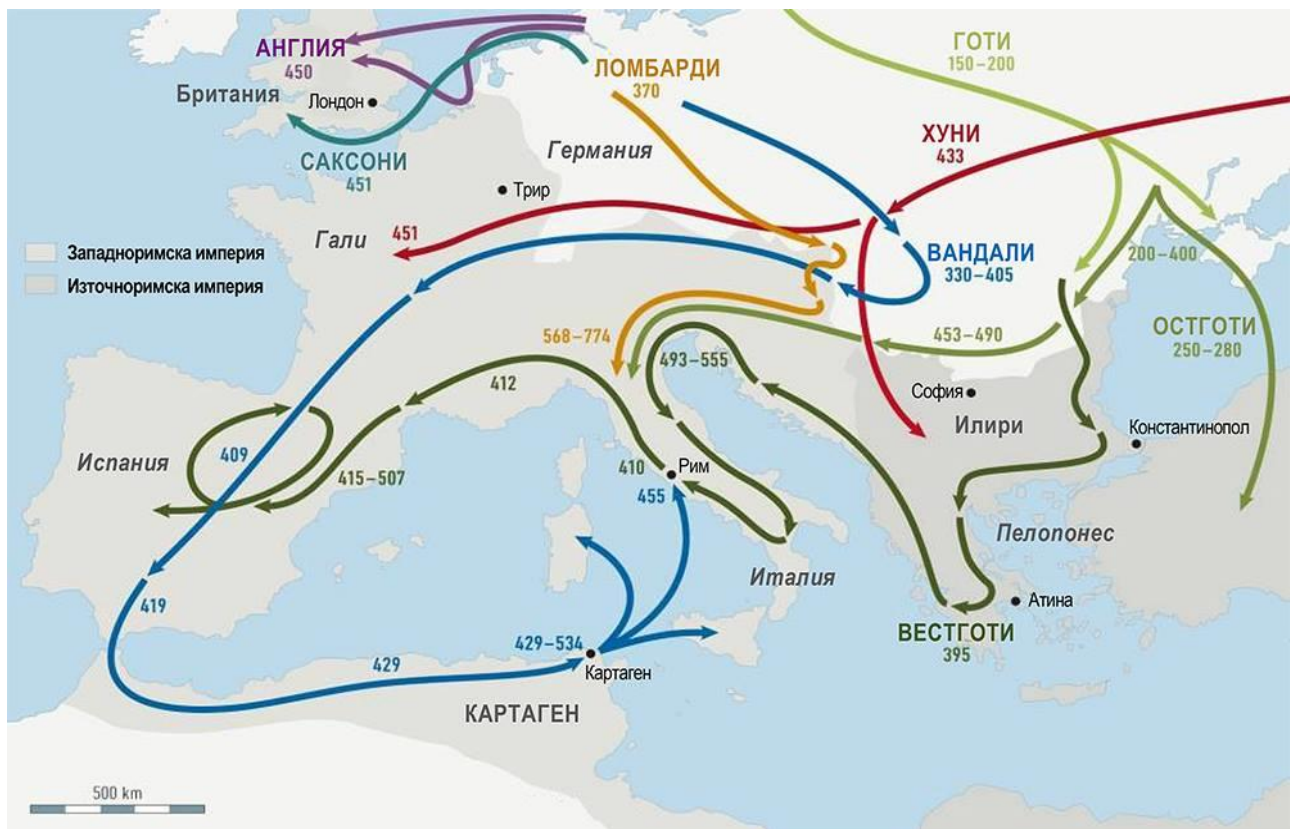 АНГЛИЯ
450
Британия
Лондон
САКСОНИ
451
ЛОМБАРДИ
370
ГОТИ
150–200
ХУНИ
433
Германия
Трир
Гали
451
ВАНДАЛИ
330–405
200–400
Западноримска империя
Източноримска империя
ОСТГОТИ
250–280
453–490
568–774
493–555
412
София
Илири
Константинопол
Испания
409
415–507
410
Рим
455
Пелопонес
Италия
Атина
ВЕСТГОТИ
395
419
429
429–534
Картаген
КАРТАГЕН
500 km